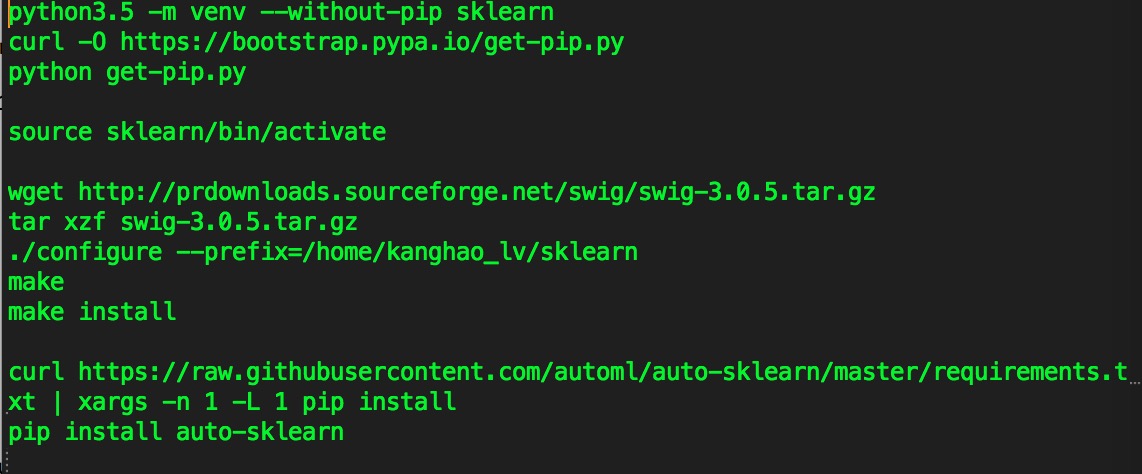 python3.5 -m venv --without-pip sklearn
curl -O https://bootstrap.pypa.io/get-pip.py
python get-pip.py
source sklearn/bin/activate
wget http://prdownloads.sourceforge.net/swig/swig-3.0.5.tar.gz
tar xzf swig-3.0.5.tar.gz
./configure --prefix=/home/kanghao_lv/sklearn
make
make install
curl https://raw.githubusercontent.com/automl/auto-sklearn/master/requirements.t
xt | xargs -n 1 -L 1 pip install
pip install auto-sklearn